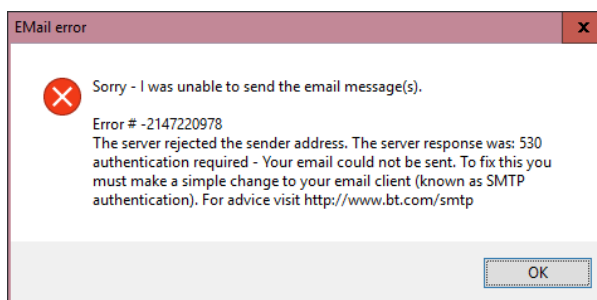 EMail error
x
Sorry - I was unable to send the email message(s).
Error # -2147220978
The server rejected the sender address. The server response was: 530
authentication required - Your email could not be sent. To fix this you
must make a simple change to your email client (known as SMTP
authentication). For advice visit http://www.bt.com/smtp
OK